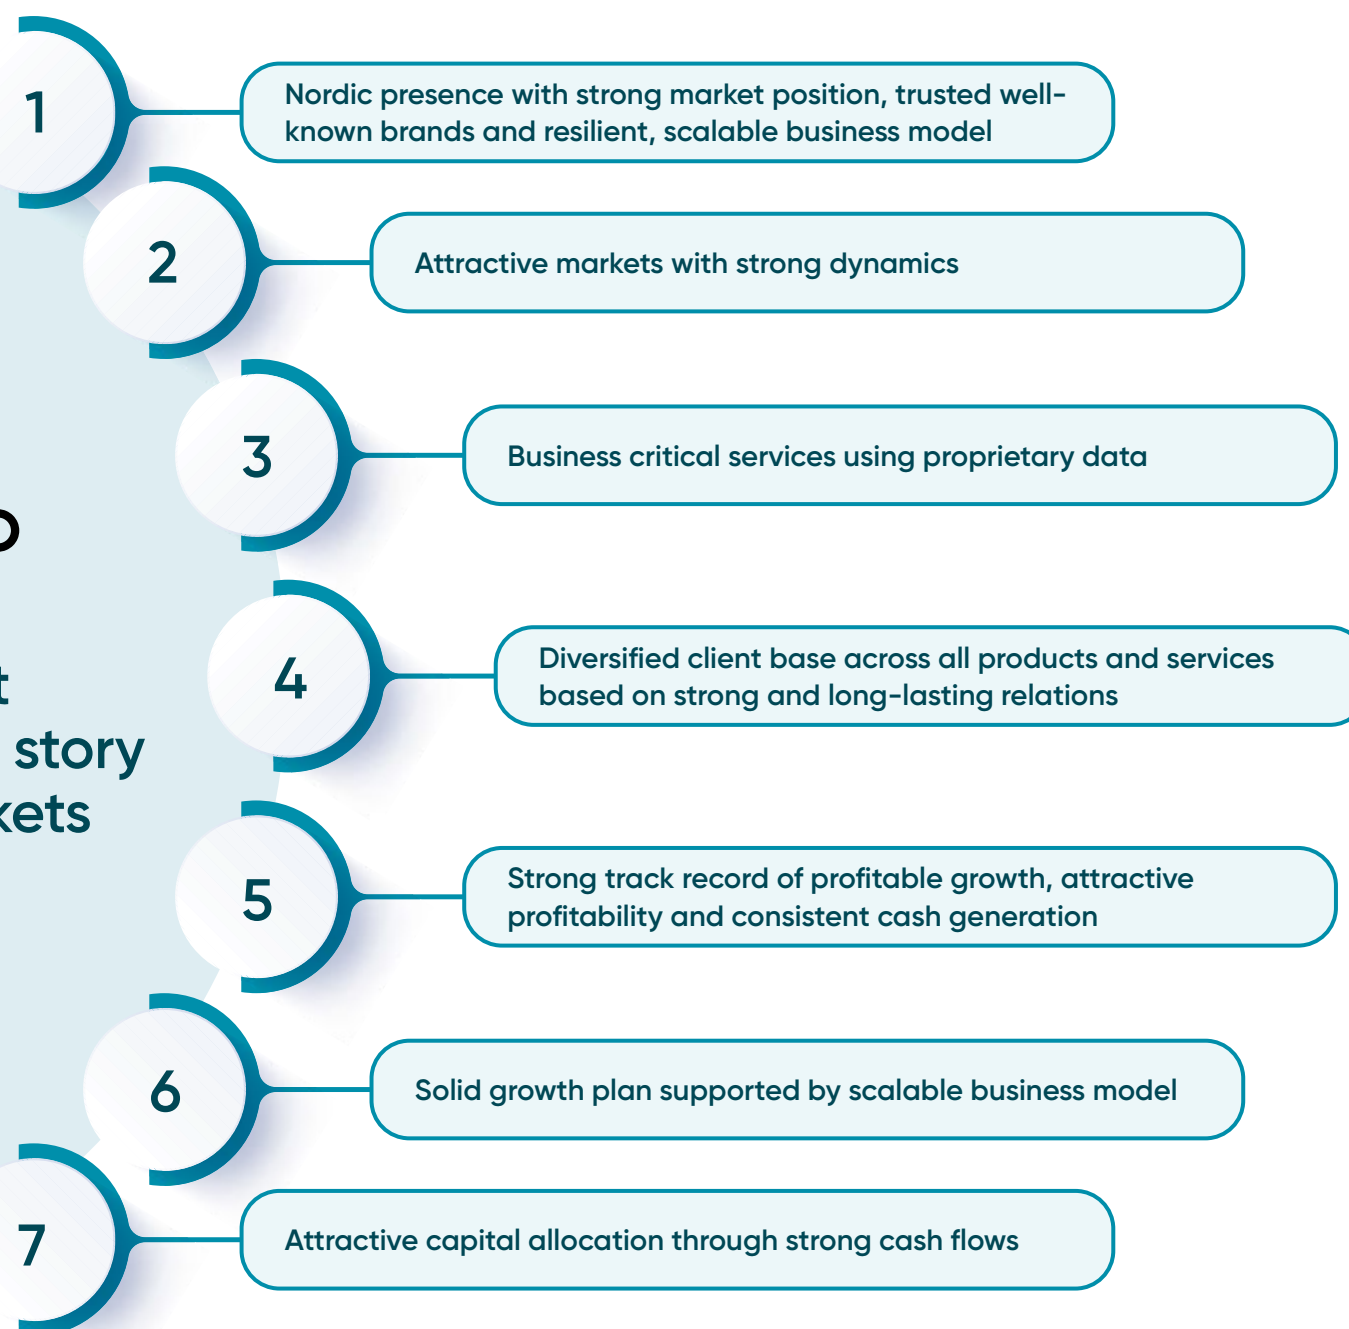 1
Nordic presence with strong market position, trusted well-
known brands and resilient, scalable business model
2
Attractive markets with strong dynamics
3
Business critical services using proprietary data
4
Diversified client base across all products and services
based on strong and long-lasting relations
story
5
Strong track record of profitable growth, attractive
profitability and consistent cash generation
6
Solid growth plan supported by scalable business model
7
Attractive capital allocation through strong cash flows